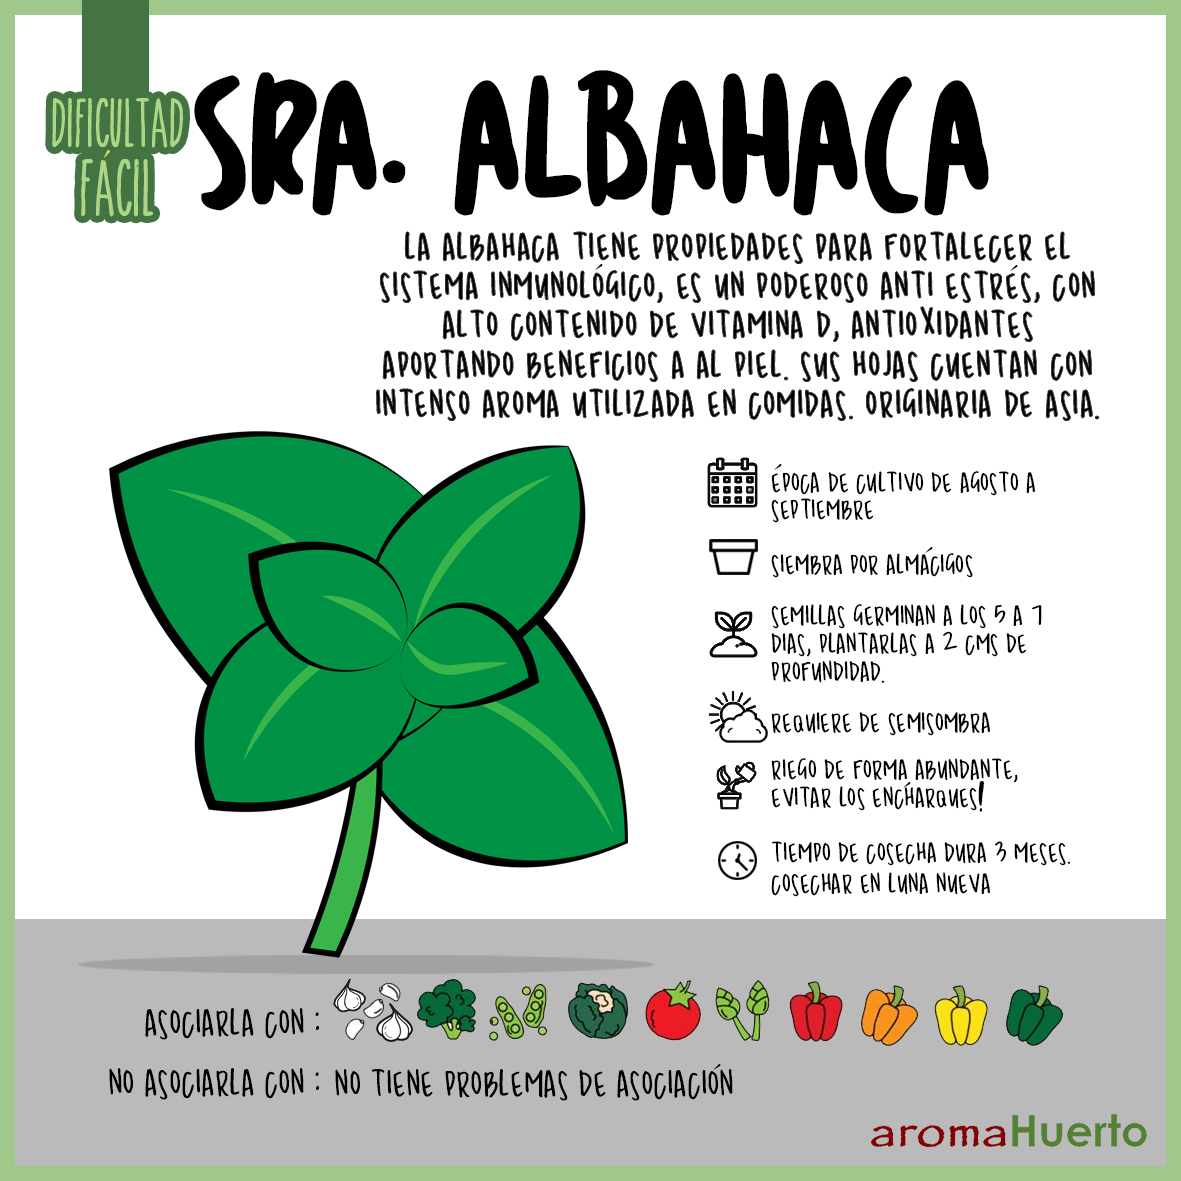 DIFICULTAD
FÁCIL
SRA. ALBAHACA
LA ALBAHACA TIENE PROPIEDADES PARA FORTALECER EL
SISTEMA INMUNOLÓGICO, ES UN PODEROSO ANTI ESTRÉS, CON
ALTO CONTENIDO DE VITAMINA D, ANTIOXIDANTES
APORTANDO BENEFICIOS A AL PIEL. SUS HOJAS CUENTAN CON
INTENSO AROMA UTILIZADA EN COMIDAS. ORIGINARIA DE ASIA.
ÉPOCA DE CULTIVO DE AGOSTO A
SEPTIEMBRE
SIEMBRA POR ALMÁCIGOS
SEMILLAS GERMINAN A LOS 5 A 7
DIAS, PLANTARLAS A 2 CMS DE
PROFUNDIDAD.
REQUIERE DE SEMISOMBRA
RIEGO DE FORMA ABUNDANTE,
EVITAR LOS ENCHARQUES!
TIEMPO DE COSECHA DURA 3 MESES.
COSECHAR EN LUNA NUEVA
ASOCIARLA CON :
NO ASOCIARLA CON : NO TIENE PROBLEMAS DE ASOCIACIÓN
aromaHuerto